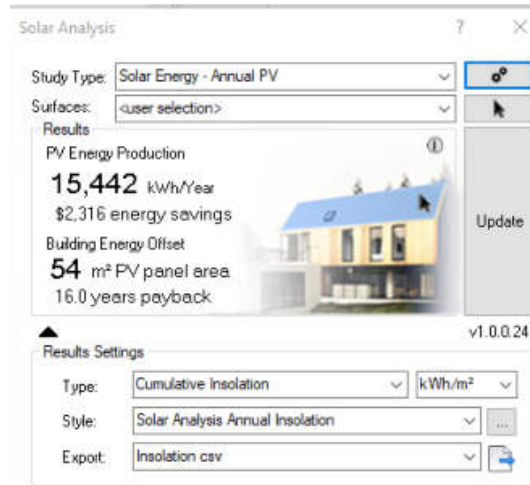 Solar Analysis ? ×
Study Type: Solar Energy - Annual PV
Surfaces: <user selection>
Results
PV Energy Production
15,442 kWh/Year
$2,316 energy savings
Building Energy Offset
54 m² PV panel area
16.0 years payback
Update
v1.0.0.24
Results Settings
Type: Cumulative Insolation kWh/m²
Style: Solar Analysis Annual Insolation ...
Export: Insolation csv